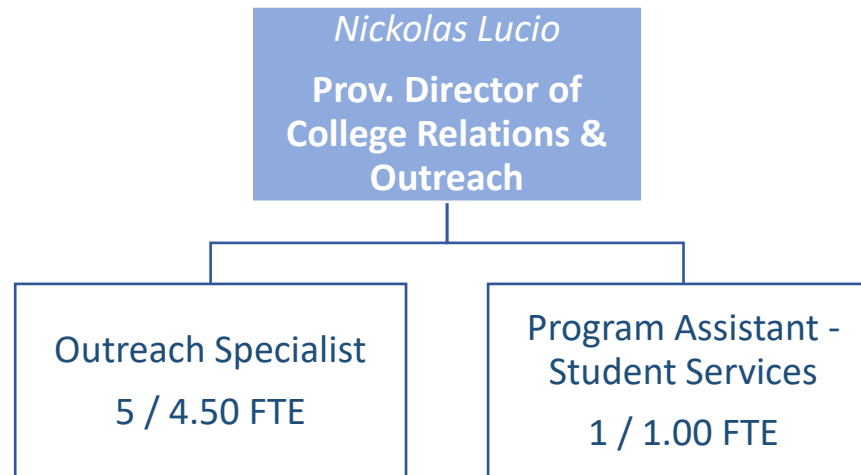 Nickolas Lucio
Prov. Director of
College Relations &
Outreach
Outreach Specialist
5 / 4.50 FTE
Program Assistant -
Student Services
1 / 1.00 FTE